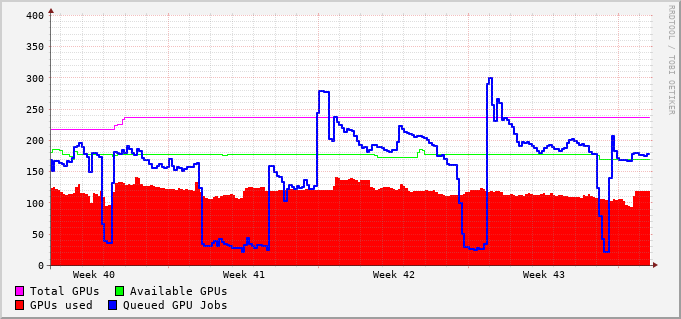 400
350
300
250
200
150
100
50
0
Week 40 Week 41 Week 42 Week 43
Total GPUs Available GPUs
GPUs used Queued GPU Jobs
RRDTOOL / TOBI OETIKER